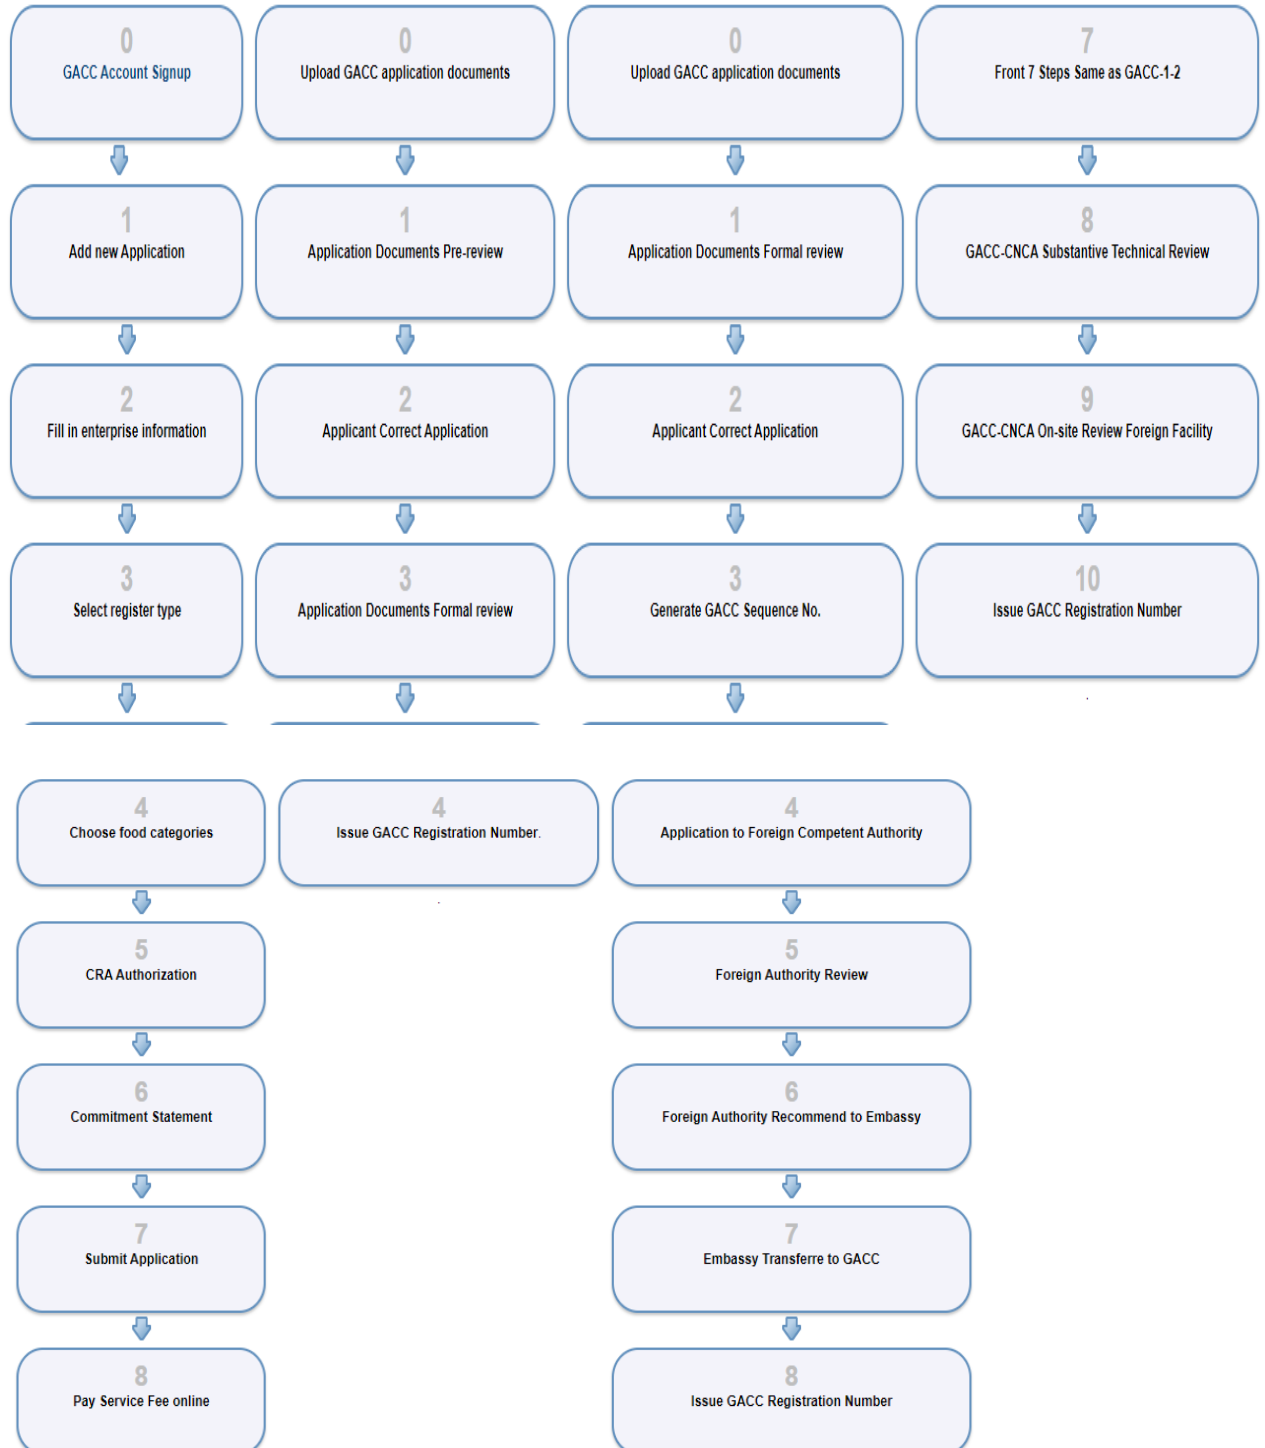 0
GACC Account Signup
0
Upload GACC application documents
0
Upload GACC application documents
7
Front 7 Steps Same as GACC-1-2
1
Add new Application
1
Application Documents Pre-review
1
Application Documents Formal review
8
GACC-CNCA Substantive Technical Review
2
Fill in enterprise information
2
Applicant Correct Application
2
Applicant Correct Application
9
GACC-CNCA On-site Review Foreign Facility
3
Select register type
3
Application Documents Formal review
3
Generate GACC Sequence No.
10
Issue GACC Registration Number
.
4
Choose food categories
4
Issue GACC Registration Number.
.
4
Application to Foreign Competent Authority
5
CRA Authorization
5
Foreign Authority Review
6
Commitment Statement
6
Foreign Authority Recommend to Embassy
7
Submit Application
7
Embassy Transferre to GACC
8
Pay Service Fee online
8
Issue GACC Registration Number